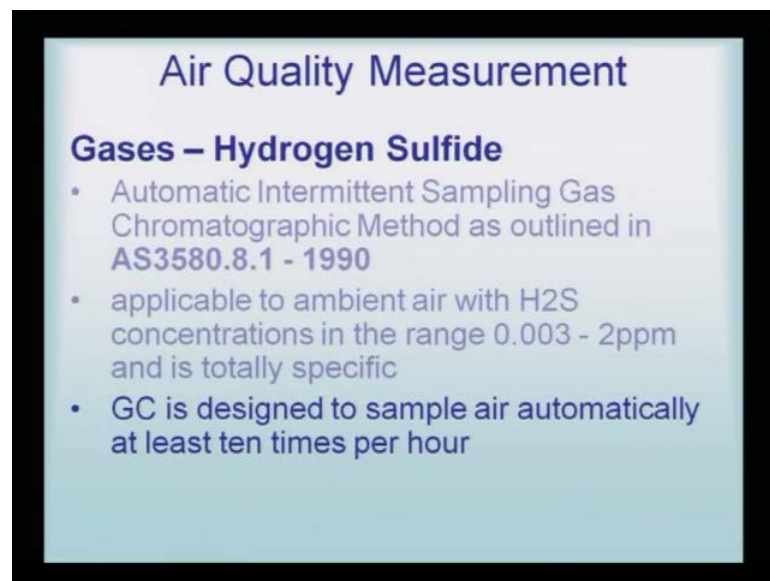 Air Quality Measurement
Gases – Hydrogen Sulfide
• Automatic Intermittent Sampling Gas
Chromatographic Method as outlined in
AS3580.8.1 - 1990
• applicable to ambient air with H2S
concentrations in the range 0.003 - 2ppm
and is totally specific
• GC is designed to sample air automatically
at least ten times per hour